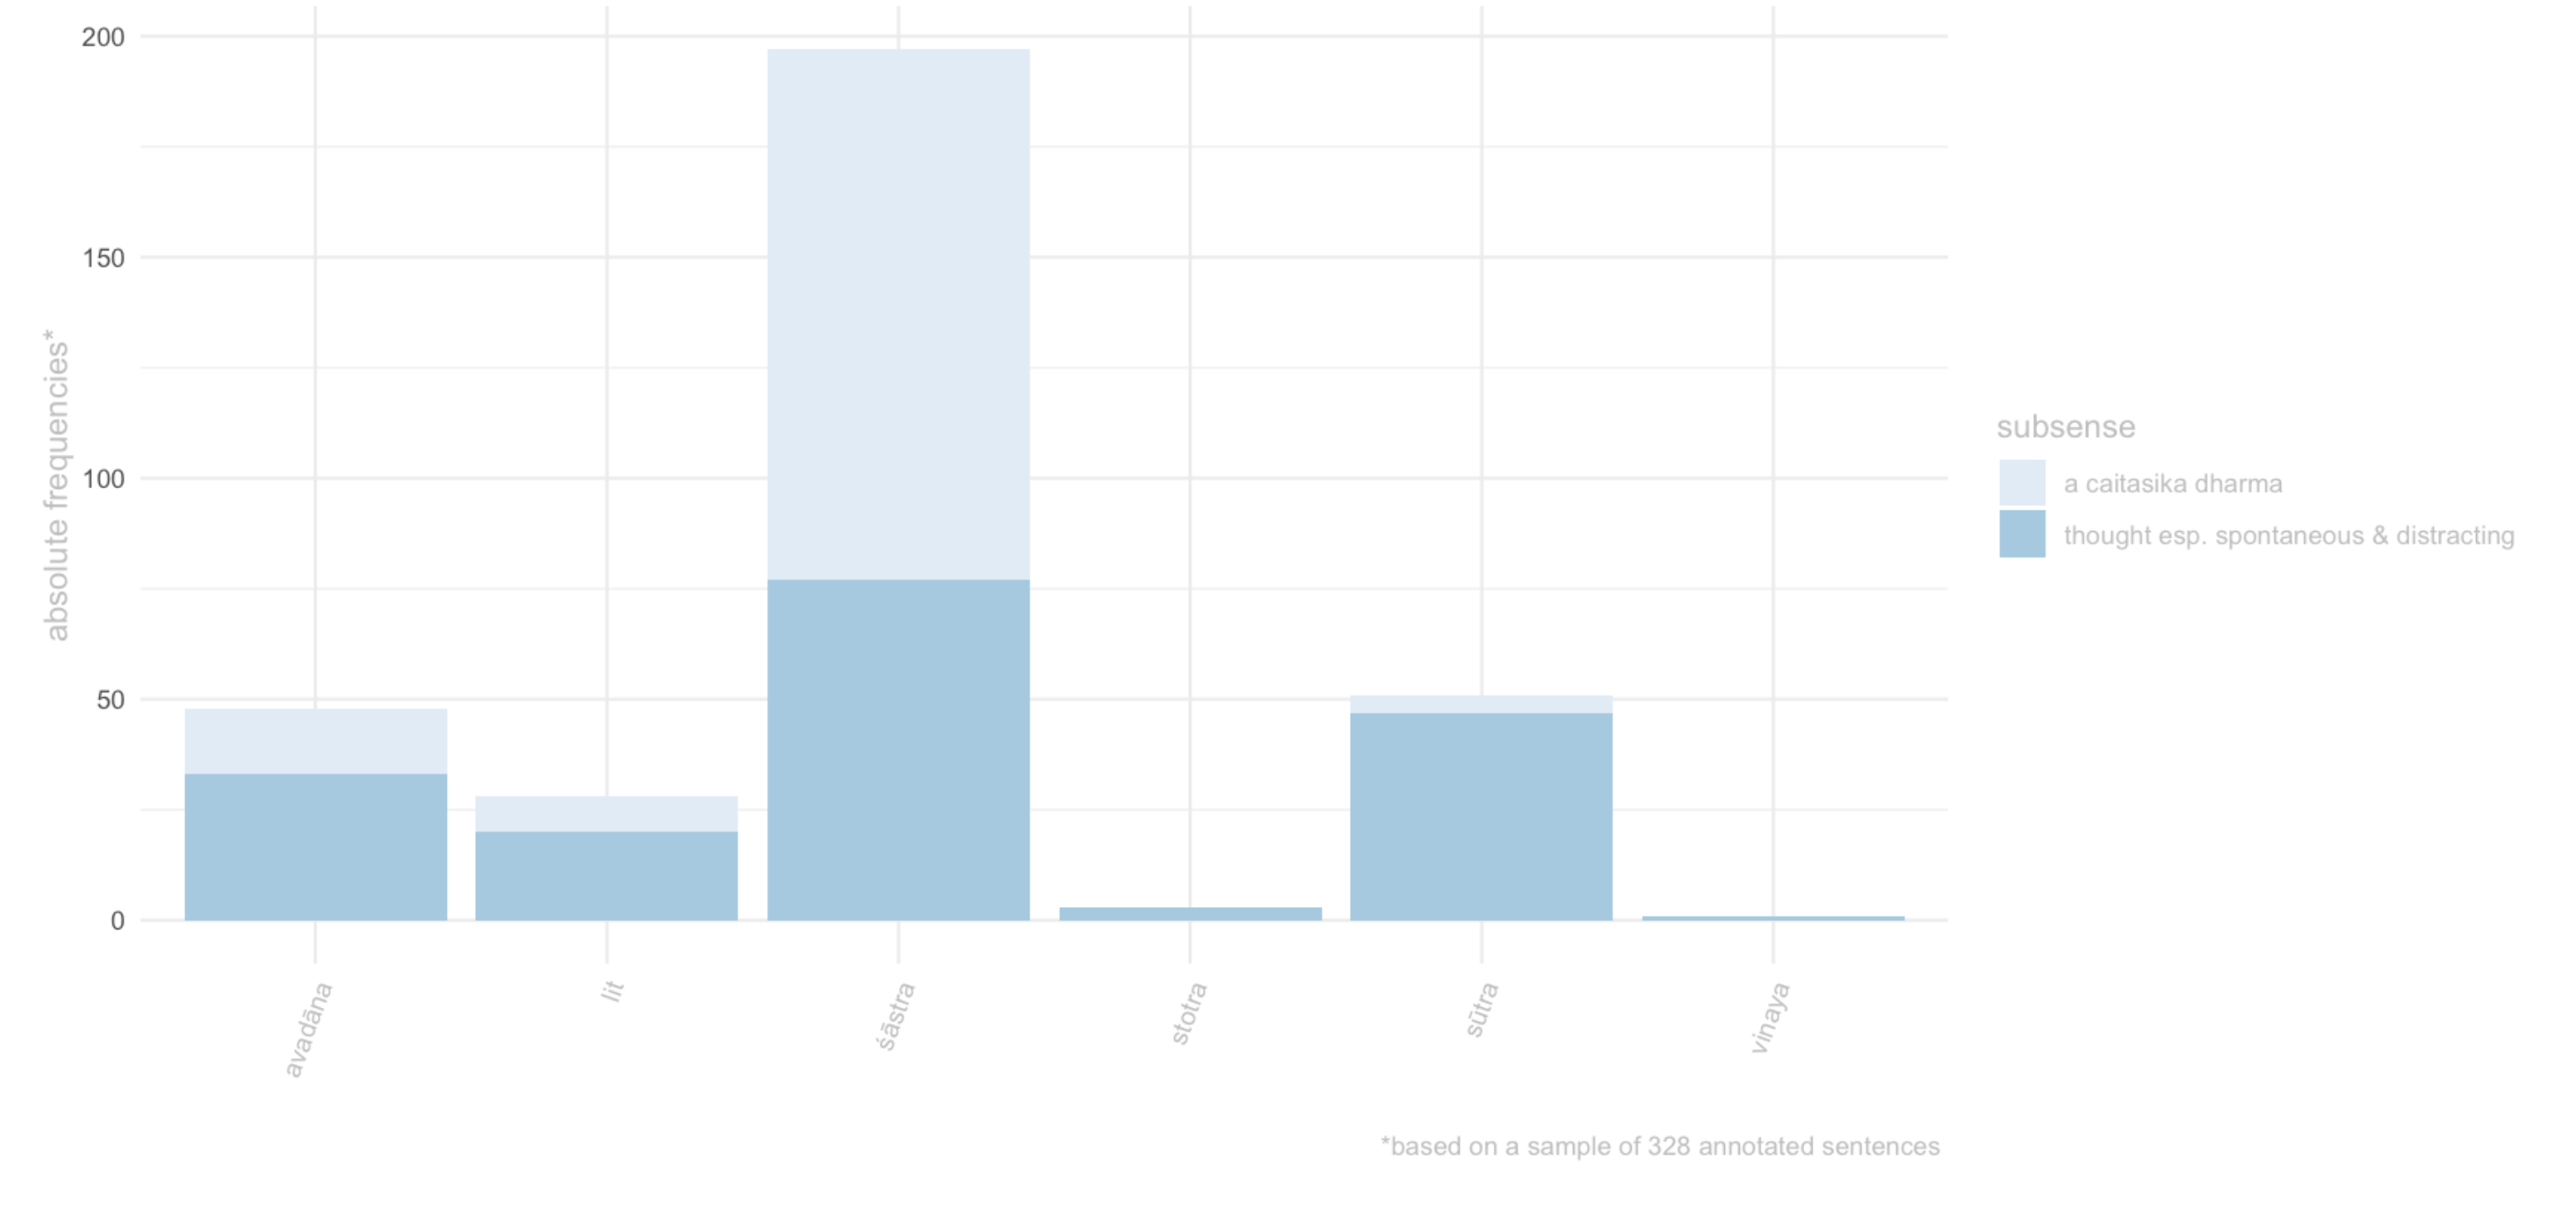 200
150
100
50
0
absolute frequencies*
avadāna
lit
śāstra
stotra
sūtra
vinaya
subsense
a caitasika dharma
thought esp. spontaneous & distracting
*based on a sample of 328 annotated sentences